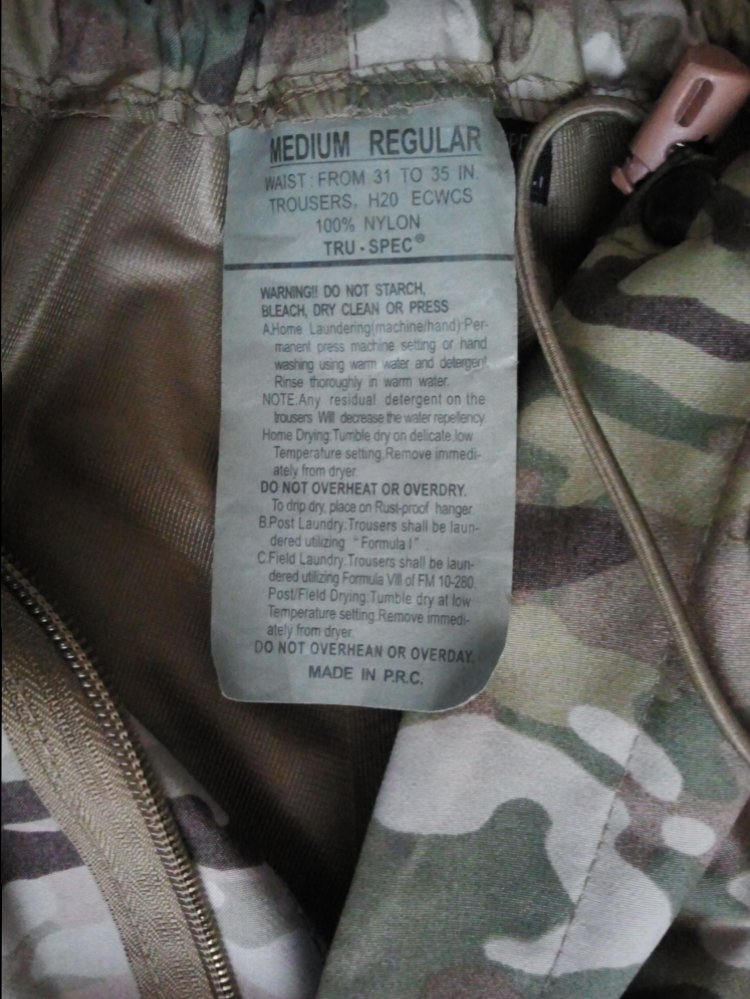 MEDIUM REGULAR
WAIST : FROM 31 TO 35 IN.
TROUSERS, H20 ECWCS
100% NYLON
TRU - SPEC®
WARNING!! DO NOT STARCH,
BLEACH, DRY CLEAN OR PRESS
A.Home Laundering(machine/hand):Per-
manent press machine setting or hand
washing using warm water and detergent
Rinse thoroughly in warm water.
NOTE:Any residual detergent on the
trousers Will decrease the water repellency.
Home Drying:Tumble dry on delicate,low
Temperature setting.Remove immedi-
ately from dryer.
DO NOT OVERHEAT OR OVERDRY.
To drip dry, place on Rust-proof hanger.
B.Post Laundry:Trousers shall be laun-
dered utilizing "Formula I" .
C.Field Laundry:Trousers shall be laun-
dered utilizing Formula VIII of FM 10-280.
Post/Field Drying:Tumble dry at low
Temperature setting.Remove immedi-
ately from dryer.
DO NOT OVERHEAN OR OVERDAY.
MADE IN P.R.C.